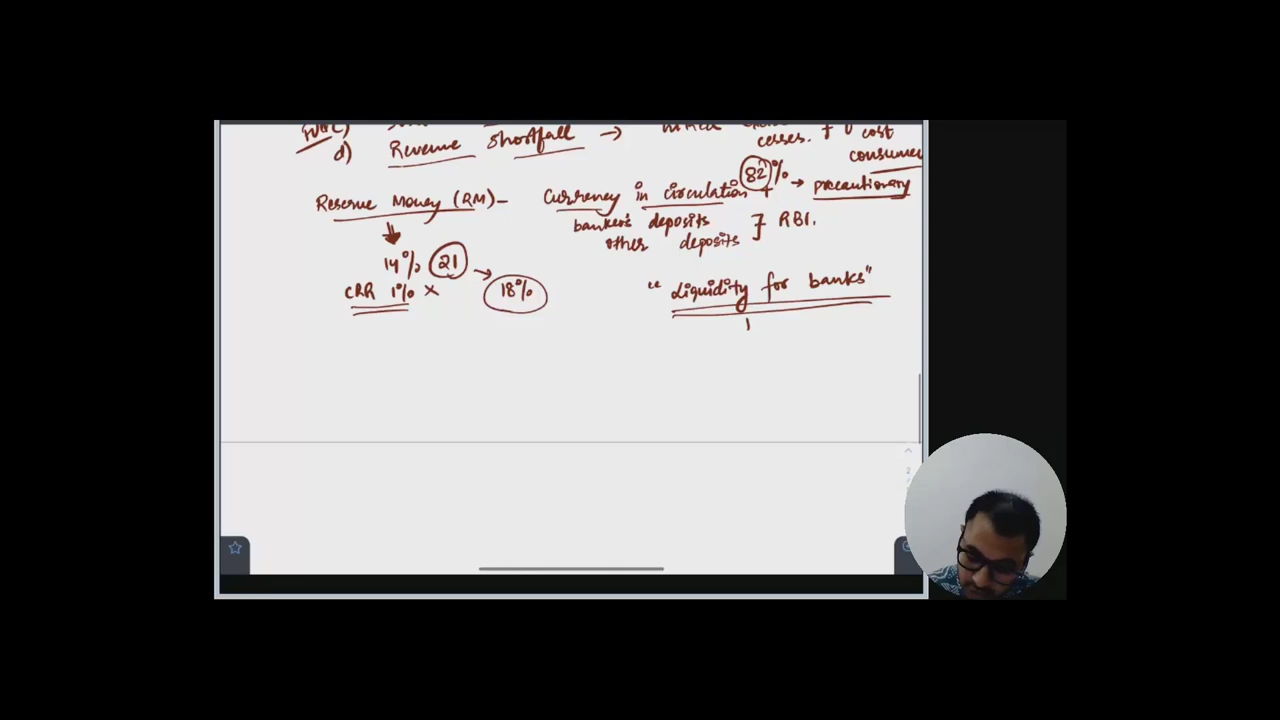 d) Revenue Shortfall → cesses. + cost
consumer
82%
Reserve Money (RM) - Currency in circulation + → precautionary
bankers deposits
other deposits } RBI.
14% 21
CRR 1% × → 18%
"liquidity for banks"